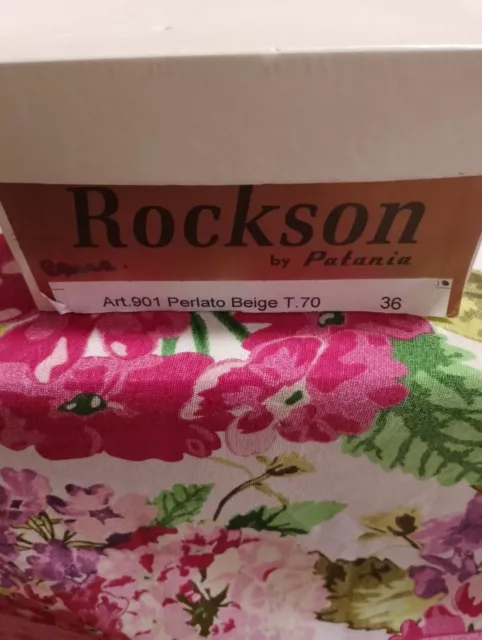 Rockson
by Patania
Art.901 Perlato Beige T.70 36